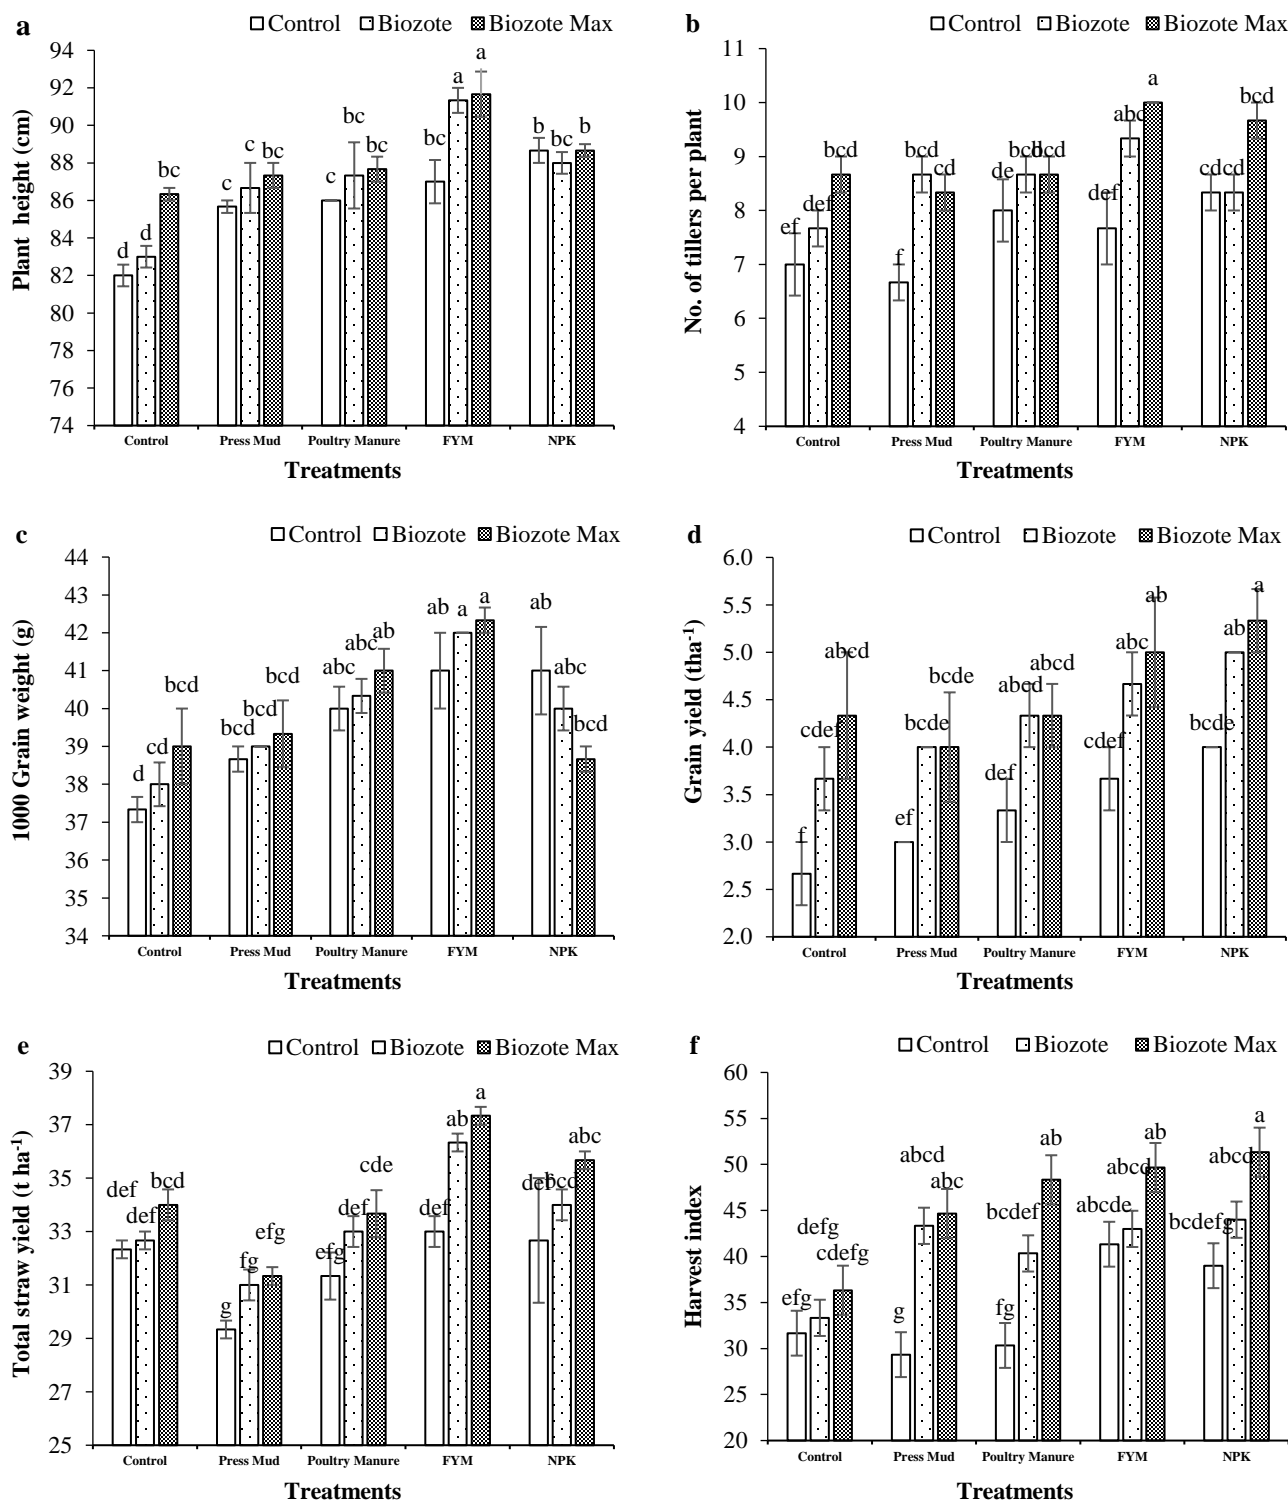 a
Control Biozote Biozote Max
94
92
90
88
86
84
82
80
78
76
74
Plant height (cm)
d d bc
c c bc
c bc bc
bc a a
b bc b
Control Press Mud Poultry Manure FYM NPK
Treatments
b
Control Biozote Biozote Max
11
10
9
8
7
6
5
4
No. of tillers per plant
ef def bcd
f bcd cd
de bcd bcd
def abc a
cd cd bcd
Control Press Mud Poultry Manure FYM NPK
Treatments
c
Control Biozote Biozote Max
44
43
42
41
40
39
38
37
36
35
34
1000 Grain weight (g)
d cd bcd
bcd bcd bcd
abc abc ab
ab a a
ab abc bcd
Control Press Mud Poultry Manure FYM NPK
Treatments
d
Control Biozote Biozote Max
6.0
5.5
5.0
4.5
4.0
3.5
3.0
2.5
2.0
Grain yield (tha-1)
f cdef abcd
ef bcde bcde
def abcd abcd
cdef abc ab
bcde ab a
Control Press Mud Poultry Manure FYM NPK
Treatments
e
Control Biozote Biozote Max
39
37
35
33
31
29
27
25
Total straw yield (t ha-1)
def def bcd
g fg efg
efg def cde
def ab a
def bcd abc
Control Press Mud Poultry Manure FYM NPK
Treatments
f
Control Biozote Biozote Max
60
55
50
45
40
35
30
25
20
Harvest index
efg defg cdefg
g abcd abc
fg bcdef ab
abcde abcd ab
bcdefg abcd a
Control Press Mud Poultry Manure FYM NPK
Treatments